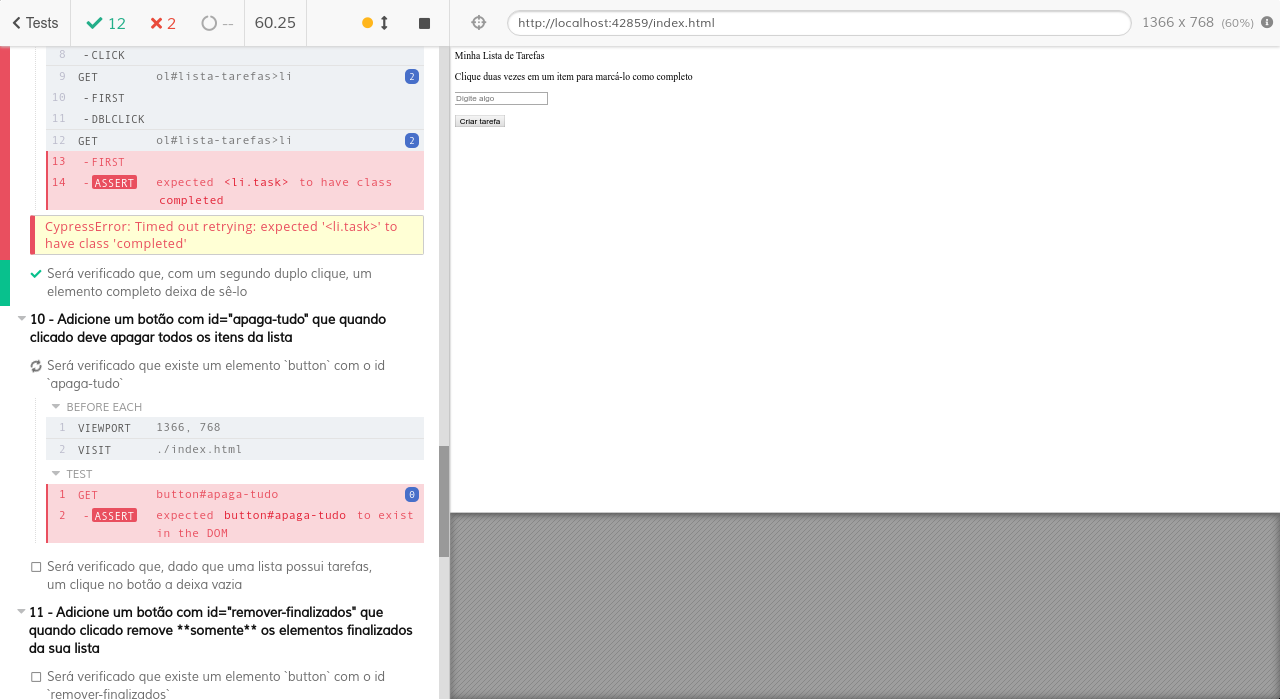 Tests 12 2 -- 60.25 http://localhost:42859/index.html 1366 x 768 (60%)
8 -CLICK
9 GET ol#lista-tarefas>li 2
10 -FIRST
11 -DBLCLICK
12 GET ol#lista-tarefas>li 2
13 -FIRST
14 -ASSERT expected <li.task> to have class
completed
CypressError: Timed out retrying: expected '<li.task>' to
have class 'completed'
Será verificado que, com um segundo duplo clique, um
elemento completo deixa de sê-lo
10 - Adicione um botão com id="apaga-tudo" que quando
clicado deve apagar todos os itens da lista
Será verificado que existe um elemento `button` com o id
`apaga-tudo`
BEFORE EACH
1 VIEWPORT 1366, 768
2 VISIT ./index.html
TEST
1 GET button#apaga-tudo 0
2 -ASSERT expected button#apaga-tudo to exist
in the DOM
Será verificado que, dado que uma lista possui tarefas,
um clique no botão a deixa vazia
11 - Adicione um botão com id="remover-finalizados" que
quando clicado remove **somente** os elementos finalizados
da sua lista
Será verificado que existe um elemento `button` com o id
`remover-finalizados`
Minha Lista de Tarefas
Clique duas vezes em um item para marcá-lo como completo
Digite algo
Criar tarefa